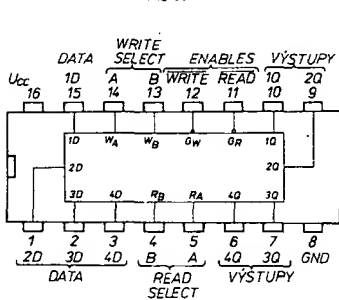 WRITE
DATA SELECT ENABLES VÝSTUPY
Ucc 1D A B WRITE READ 1Q 2Q
16 15 14 13 12 11 10 9
1D WA WB GW GR 1Q
2D 2Q
3D 4D RB RA 4Q 3Q
1 2 3 4 5 6 7 8
2D 3D 4D B A 4Q 3Q GND
DATA READ VÝSTUPY
SELECT